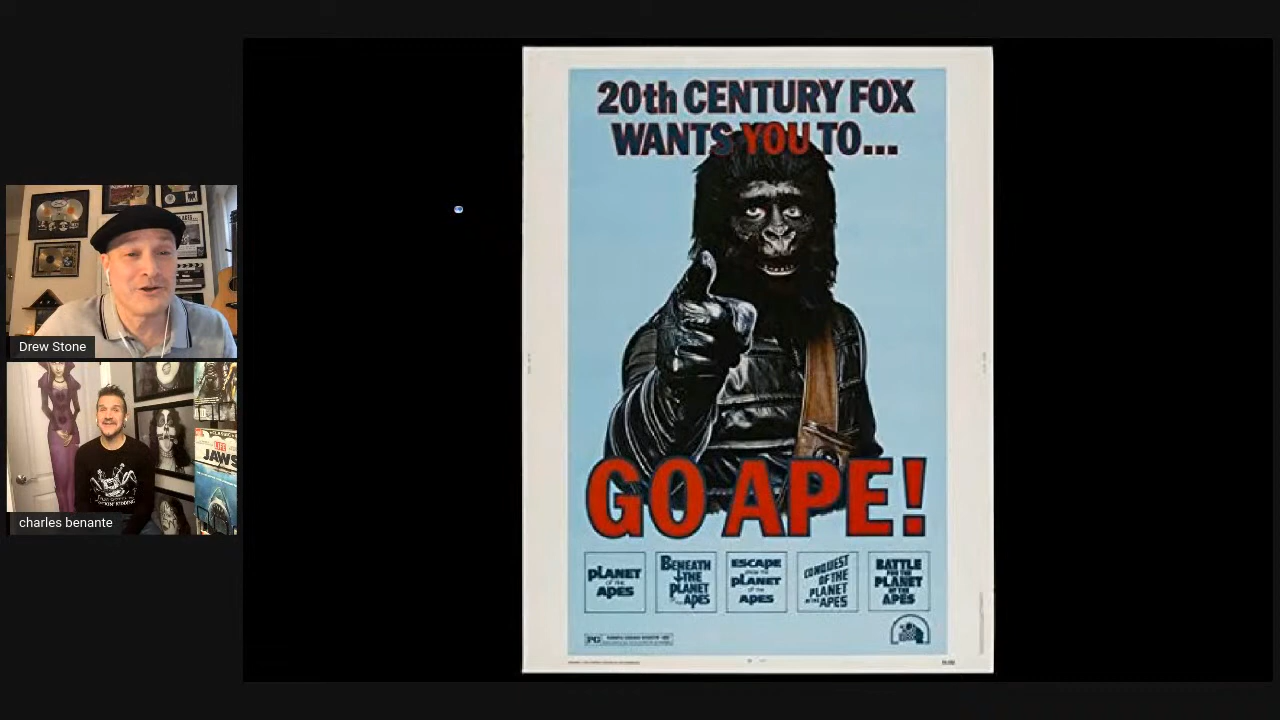 20th CENTURY FOX
WANTS YOU TO...
GO APE!
PLANET
OF THE
APES
BENEATH
THE
PLANET
OF THE APES
ESCAPE
FROM THE
PLANET
OF THE
APES
CONQUEST
OF THE
PLANET
OF THE APES
BATTLE
FOR THE
PLANET
OF THE
APES
PG
Drew Stone
LIFE
JAWS
charles benante